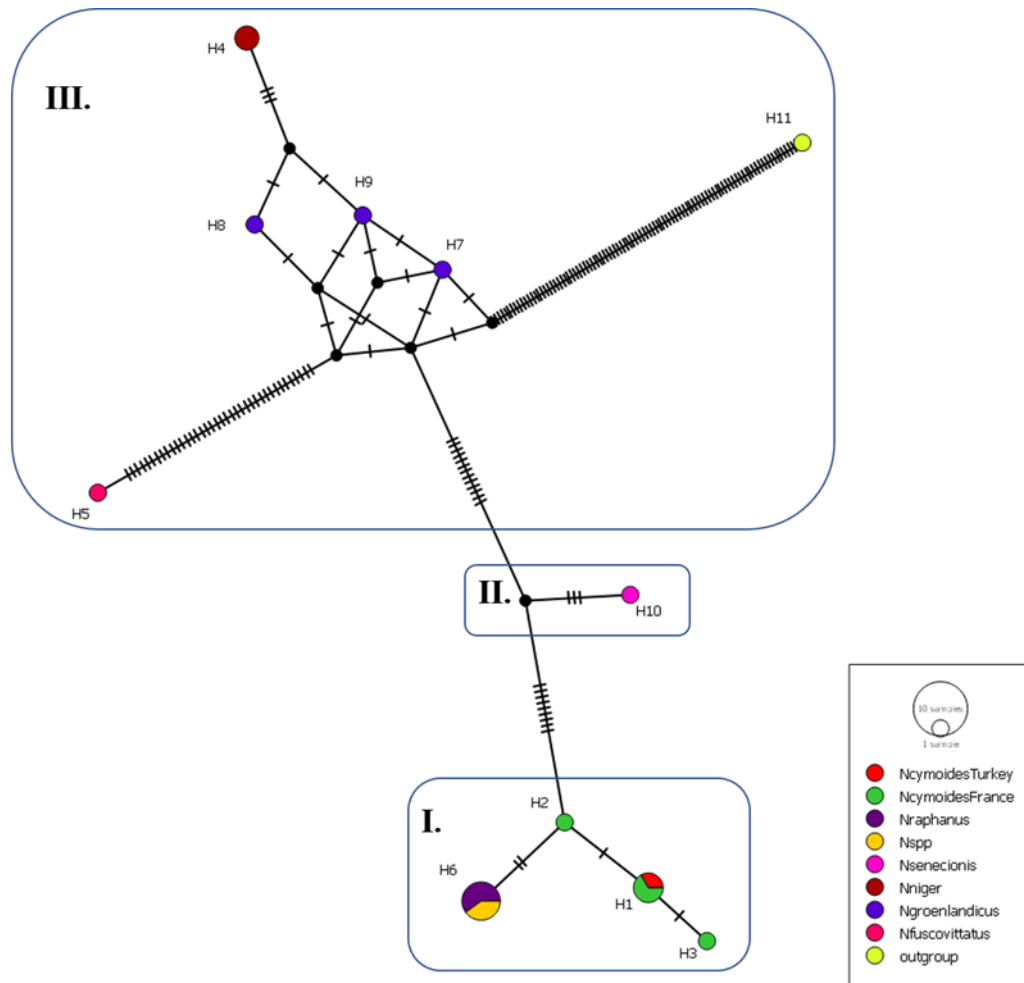 H4
III.
H11
H9
H8
H7
H5
II.
H10
H2
I.
H6
H1
H3
10 samples
1 sample
NcymoidesTurkey
NcymoidesFrance
Nraphanus
Nspp
Nsenecionis
Nniger
Ngroenlandicus
Nfuscovittatus
outgroup